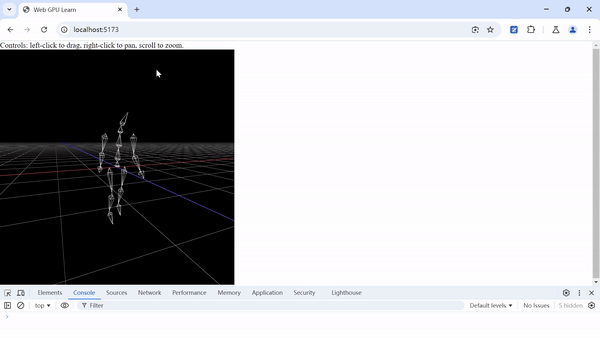 Web GPU Learn
localhost:5173
Controls: left-click to drag, right-click to pan, scroll to zoom.
Elements Console Sources Network Performance Memory Application Security Lighthouse
top Filter Default levels No Issues 5 hidden